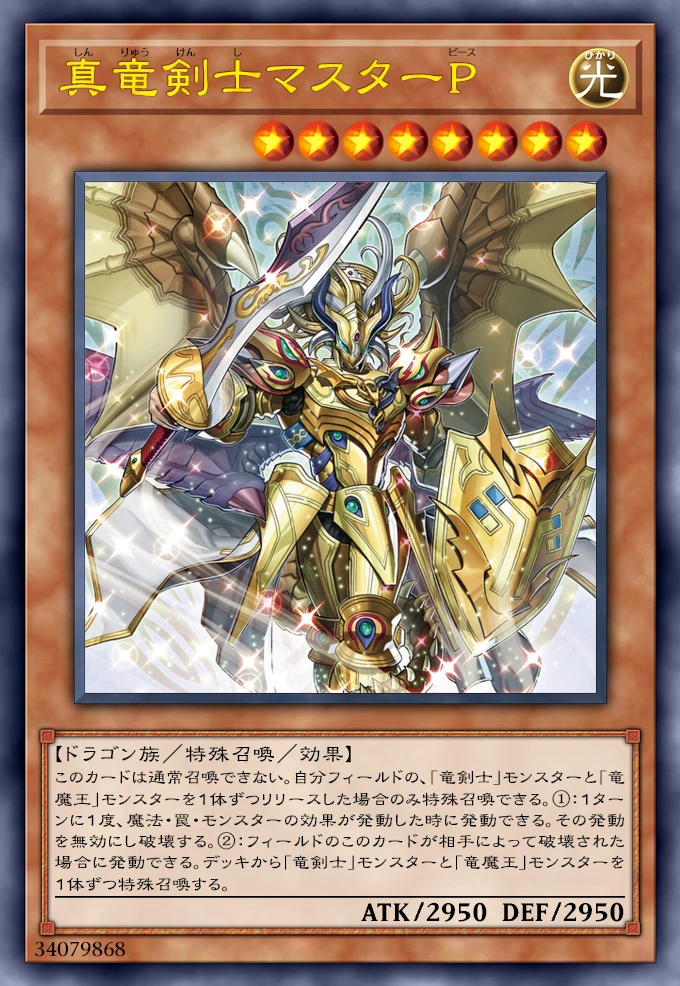 しん りゅう けん し ピース
真竜剣士マスターP
ひかり
光
【ドラゴン族／特殊召喚／効果】
このカードは通常召喚できない。自分フィールドの、「竜剣士」モンスターと「竜
魔王」モンスターを1体ずつリリースした場合のみ特殊召喚できる。①：1ター
ンに1度、魔法・罠・モンスターの効果が発動した時に発動できる。その発動
を無効にし破壊する。②：フィールドのこのカードが相手によって破壊された
場合に発動できる。デッキから「竜剣士」モンスターと「竜魔王」モンスターを
1体ずつ特殊召喚する。
ATK/2950 DEF/2950
34079868